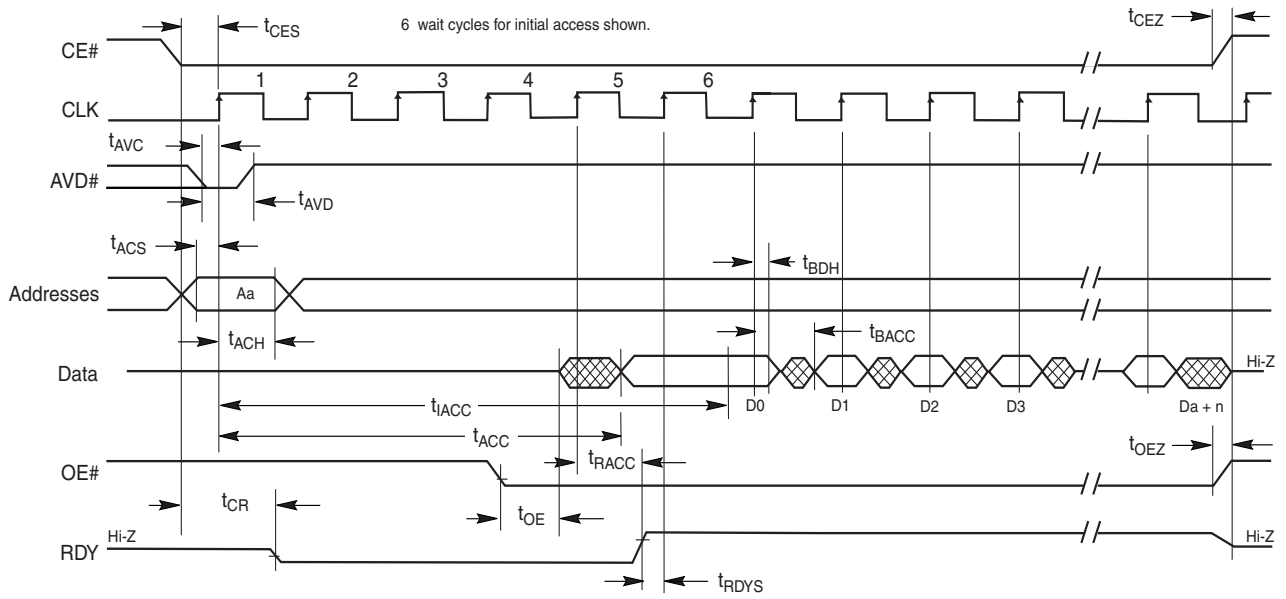 tCES
6 wait cycles for initial access shown.
tCEZ
CE#
1 2 3 4 5 6
CLK
tAVC
AVD#
tAVD
tACS
tBDH
Addresses
Aa
tACH
tBACC
Data
Hi-Z
D0 D1 D2 D3 Da + n
tIACC
tACC
tOEZ
OE#
tRACC
tCR
tOE
Hi-Z
RDY
Hi-Z
tRDYS